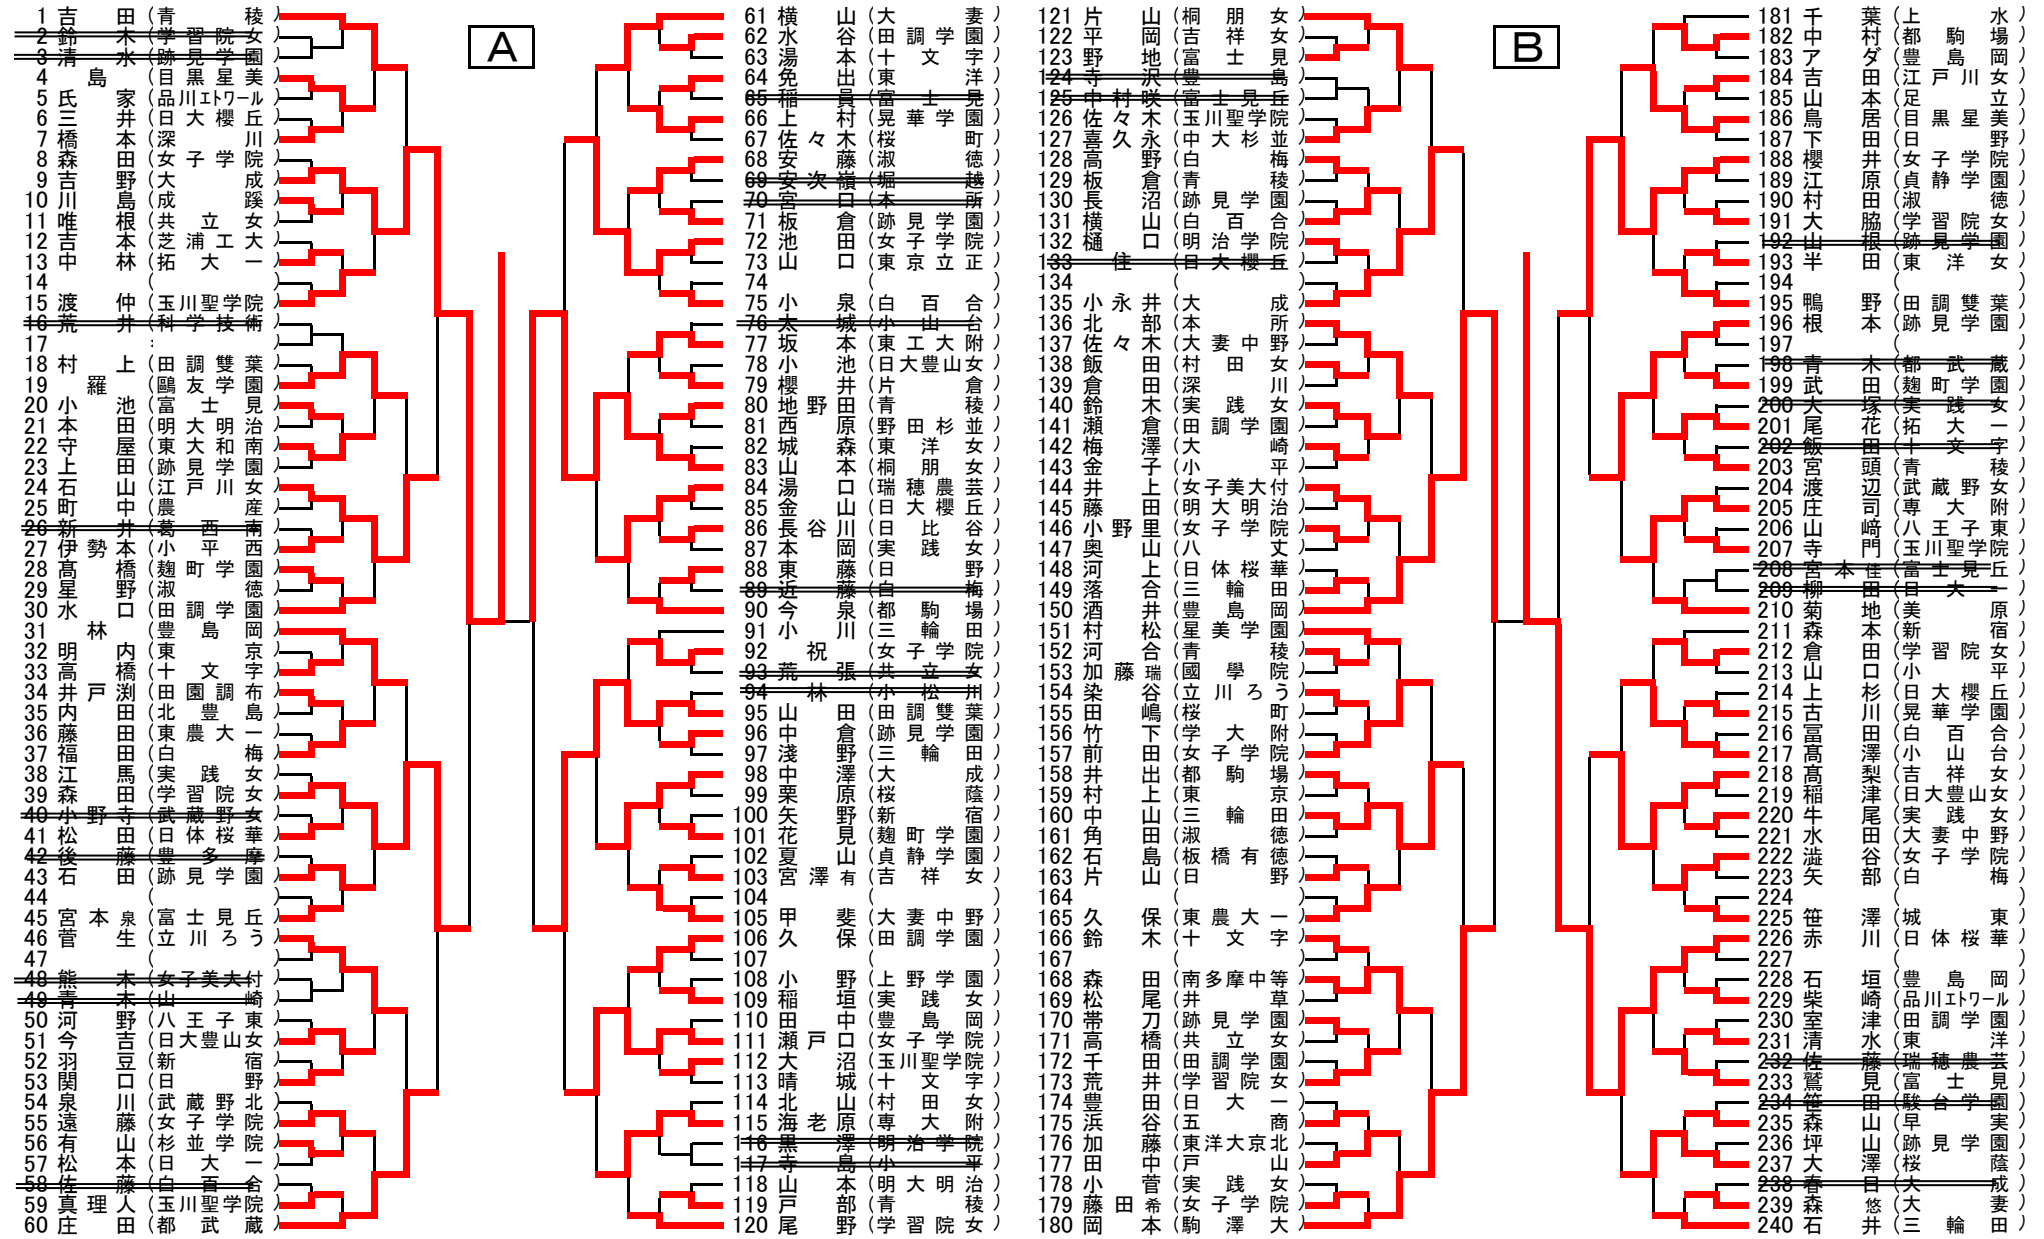 A
B
1 吉田 (青稜)
2 鈴木 (学習院女)
3 清水 (跡見学園)
4 島 (目黒星美)
5 氏家 (品川エトワール)
6 三井 (日大櫻丘)
7 橋本 (深川)
8 森田 (女子学院)
9 吉野 (大成)
10 川島 (成蹊)
11 唯根 (共立女)
12 吉本 (芝浦工大)
13 中林 (拓大一)
14 ( )
15 渡仲 (玉川聖学院)
16 荒井 (科学技術)
17 : )
18 村上 (田調雙葉)
19 羅 (鷗友学園)
20 小池 (富士見)
21 本田 (明大明治)
22 守屋 (東大和南)
23 上田 (跡見学園)
24 石山 (江戸川女)
25 町中 (農産)
26 新井 (葛西南)
27 伊勢本 (小平西)
28 髙橋 (麹町学園)
29 星野 (淑徳)
30 水口 (田調学園)
31 林 (豊島岡)
32 明内 (東京)
33 高橋 (十文字)
34 井戸渕 (田園調布)
35 内田 (北豊島)
36 藤田 (東農大一)
37 福田 (白梅)
38 江馬 (実践女)
39 森田 (学習院女)
40 小野寺 (武蔵野女)
41 松田 (日体桜華)
42 後藤 (豊多摩)
43 石田 (跡見学園)
44 ( )
45 宮本泉 (富士見丘)
46 菅生 (立川ろう)
47 ( )
48 熊木 (女子美大付)
49 青木 (山崎)
50 河野 (八王子東)
51 今吉 (日大豊山女)
52 羽豆 (新宿)
53 関口 (日野)
54 泉川 (武蔵野北)
55 遠藤 (女子学院)
56 有山 (杉並学院)
57 松本 (日大一)
58 佐藤 (白百合)
59 真理人 (玉川聖学院)
60 庄田 (都武蔵)
61 横山 (大妻)
62 水谷 (田調学園)
63 湯本 (十文字)
64 免出 (東洋)
65 稲員 (富士見)
66 上村 (晃華学園)
67 佐々木 (桜町)
68 安藤 (淑徳)
69 安次嶺 (堀越)
70 宮口 (本所)
71 板倉 (跡見学園)
72 池田 (女子学院)
73 山口 (東京立正)
74 ( )
75 小泉 (白百合)
76 太城 (小山台)
77 坂本 (東工大附)
78 小池 (日大豊山女)
79 櫻井 (片倉)
80 地野田 (青稜)
81 西原 (野田杉並)
82 城森 (東洋女)
83 山本 (桐朋女)
84 湯口 (瑞穂農芸)
85 金山 (日大櫻丘)
86 長谷川 (日比谷)
87 本岡 (実践女)
88 東藤 (日野)
89 近藤 (白梅)
90 今泉 (都駒場)
91 小川 (三輪田)
92 祝 (女子学院)
93 荒張 (共立女)
94 林 (小松川)
95 山田 (田調雙葉)
96 中倉 (跡見学園)
97 淺野 (三輪田)
98 中澤 (大成)
99 栗原 (桜蔭)
100 矢野 (新宿)
101 花見 (麹町学園)
102 夏山 (貞静学園)
103 宮澤有 (吉祥女)
104 ( )
105 甲斐 (大妻中野)
106 久保 (田調学園)
107 ( )
108 小野 (上野学園)
109 稲垣 (実践女)
110 田中 (豊島岡)
111 瀬戸口 (女子学院)
112 大沼 (玉川聖学院)
113 晴城 (十文字)
114 北山 (村田女)
115 海老原 (専大附)
116 黒澤 (明治学院)
117 寺島 (小平)
118 山本 (明大明治)
119 戸部 (青稜)
120 尾野 (学習院女)
121 片山 (桐朋女)
122 平岡 (吉祥女)
123 野地 (富士見)
124 寺沢 (豊島)
125 中村咲 (富士見丘)
126 佐々木 (玉川聖学院)
127 喜久永 (中大杉並)
128 高野 (白梅)
129 板倉 (青稜)
130 長沼 (跡見学園)
131 横山 (白百合)
132 樋口 (明治学院)
133 住 (日大櫻丘)
134 ( )
135 小永井 (大成)
136 北部 (本所)
137 佐々木 (大妻中野)
138 飯田 (村田女)
139 倉田 (深川)
140 鈴木 (実践女)
141 瀬倉 (田調学園)
142 梅澤 (大崎)
143 金子 (小平)
144 井上 (女子美大付)
145 藤田 (明大明治)
146 小野里 (女子学院)
147 奥山 (八丈)
148 河上 (日体桜華)
149 落合 (三輪田)
150 酒井 (豊島岡)
151 村松 (星美学園)
152 河合 (青稜)
153 加藤瑞 (國學院)
154 染谷 (立川ろう)
155 田嶋 (桜町)
156 竹下 (学大附)
157 前田 (女子学院)
158 井出 (都駒場)
159 村上 (東京)
160 中山 (三輪田)
161 角田 (淑徳)
162 石島 (板橋有徳)
163 片山 (日野)
164 ( )
165 久保 (東農大一)
166 鈴木 (十文字)
167 ( )
168 森田 (南多摩中等)
169 松尾 (井草)
170 帯刀 (跡見学園)
171 高橋 (共立女)
172 千田 (田調学園)
173 荒井 (学習院女)
174 豊田 (日大一)
175 浜谷 (五商)
176 加藤 (東洋大京北)
177 田中 (戸山)
178 小菅 (実践女)
179 藤田希 (女子学院)
180 岡本 (駒澤大)
181 千葉 (上水)
182 中村 (都駒場)
183 アダ (豊島岡)
184 吉田 (江戸川女)
185 山本 (足立)
186 鳥居 (目黒星美)
187 下田 (日野)
188 櫻井 (女子学院)
189 江原 (貞静学園)
190 村田 (淑徳)
191 大脇 (学習院女)
192 山根 (跡見学園)
193 半田 (東洋女)
194 ( )
195 鴨野 (田調雙葉)
196 根本 (跡見学園)
197 ( )
198 青木 (都武蔵)
199 武田 (麹町学園)
200 大塚 (実践女)
201 尾花 (拓大一)
202 飯田 (十文字)
203 宮頭 (青稜)
204 渡辺 (武蔵野女)
205 庄司 (専大附)
206 山﨑 (八王子東)
207 寺門 (玉川聖学院)
208 宮本佳 (富士見丘)
209 柳田 (日大一)
210 菊地 (美原)
211 森本 (新宿)
212 倉田 (学習院女)
213 山口 (小平)
214 上杉 (日大櫻丘)
215 古川 (晃華学園)
216 冨田 (白百合)
217 髙澤 (小山台)
218 髙梨 (吉祥女)
219 稲津 (日大豊山女)
220 牛尾 (実践女)
221 水田 (大妻中野)
222 澁谷 (女子学院)
223 矢部 (白梅)
224 ( )
225 笹澤 (城東)
226 赤川 (日体桜華)
227 ( )
228 石垣 (豊島岡)
229 柴崎 (品川エトワール)
230 室津 (田調学園)
231 清水 (東洋)
232 佐藤 (瑞穂農芸)
233 鷲見 (富士見)
234 笹田 (駿台学園)
235 森山 (早実)
236 坪山 (跡見学園)
237 大澤 (桜蔭)
238 春日 (大成)
239 森悠 (大妻)
240 石井 (三輪田)